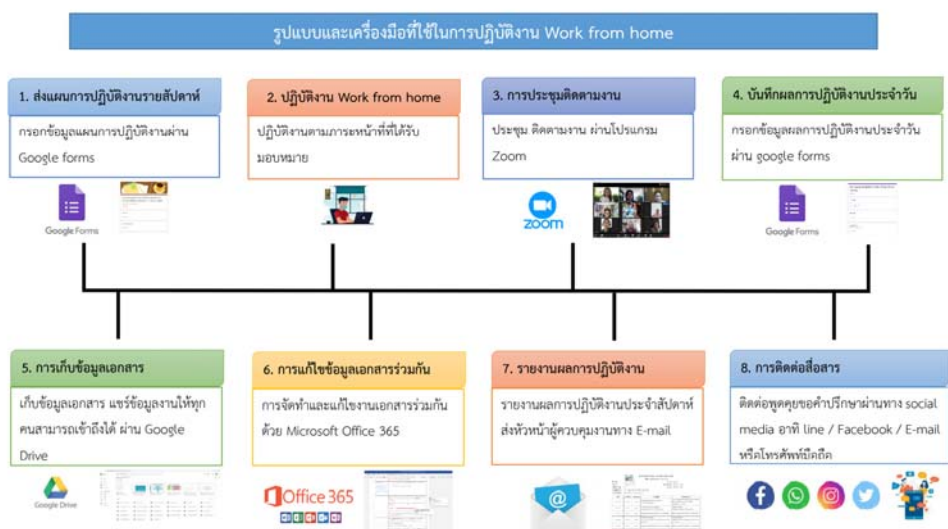 รูปแบบและเครื่องมือที่ใช้ในการปฏิบัติงาน Work from home
1. ส่งแผนการปฏิบัติงานรายสัปดาห์
กรอกข้อมูลแผนการปฏิบัติงานผ่าน
Google forms
Google Forms
2. ปฏิบัติงาน Work from home
ปฏิบัติงานตามภาระหน้าที่ที่ได้รับ
มอบหมาย
3. การประชุมติดตามงาน
ประชุม ติดตามงาน ผ่านโปรแกรม
Zoom
zoom
4. บันทึกผลการปฏิบัติงานประจำวัน
กรอกข้อมูลผลการปฏิบัติงานประจำวัน
ผ่าน google forms
Google Forms
5. การเก็บข้อมูลเอกสาร
เก็บข้อมูลเอกสาร แชร์ข้อมูลงานให้ทุก
คนสามารถเข้าถึงได้ ผ่าน Google
Drive
Google Drive
6. การแก้ไขข้อมูลเอกสารร่วมกัน
การจัดทำและแก้ไขงานเอกสารร่วมกัน
ด้วย Microsoft Office 365
Office 365
7. รายงานผลการปฏิบัติงาน
รายงานผลการปฏิบัติงานประจำสัปดาห์
ส่งหัวหน้าผู้ควบคุมงานทาง E-mail
@
8. การติดต่อสื่อสาร
ติดต่อพูดคุยขอคำปรึกษาผ่านทาง social
media อาทิ line / Facebook / E-mail
หรือโทรศัพท์มือถือ